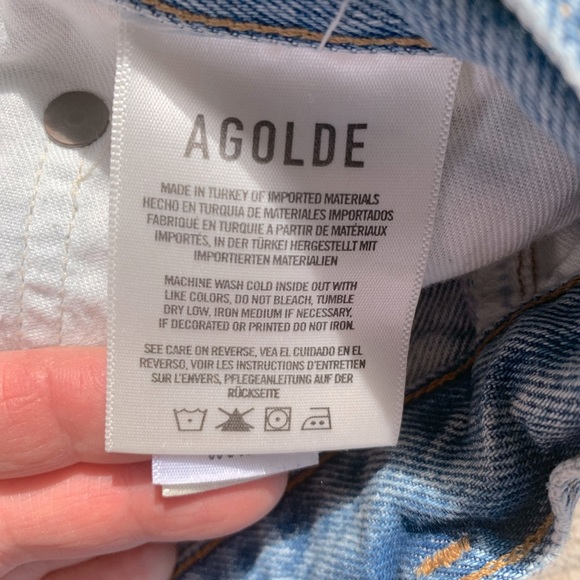 AGOLDE
MADE IN TURKEY OF IMPORTED MATERIALS
HECHO EN TURQUIA DE MATERIALES IMPORTADOS
FABRIQUÉ EN TURQUIE A PARTIR DE MATÉRIAUX
IMPORTÉS, IN DER TÜRKEI HERGESTELLT MIT
IMPORTIERTEN MATERIALIEN
MACHINE WASH COLD INSIDE OUT WITH
LIKE COLORS, DO NOT BLEACH, TUMBLE
DRY LOW, IRON MEDIUM IF NECESSARY.
IF DECORATED OR PRINTED DO NOT IRON.
SEE CARE ON REVERSE, VEA EL CUIDADO EN EL
REVERSO, VOIR LES INSTRUCTIONS D'ENTRETIEN
SUR L'ENVERS, PFLEGEANLEITUNG AUF DER
RÜCKSEITE